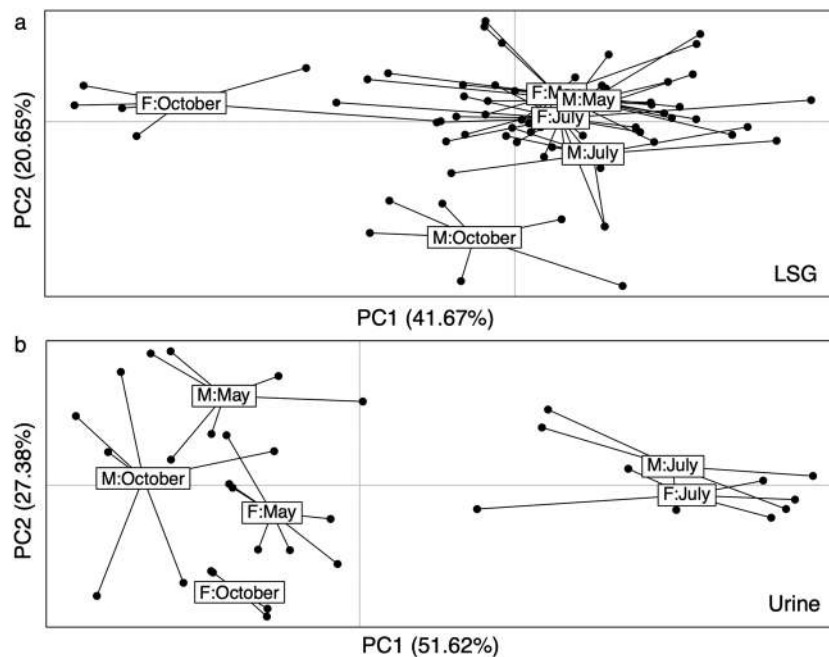 a
F:October
F:May
M:May
F:July
M:July
M:October
LSG
PC2 (20.65%)
PC1 (41.67%)
b
M:May
M:October
M:July
F:July
F:May
F:October
Urine
PC2 (27.38%)
PC1 (51.62%)